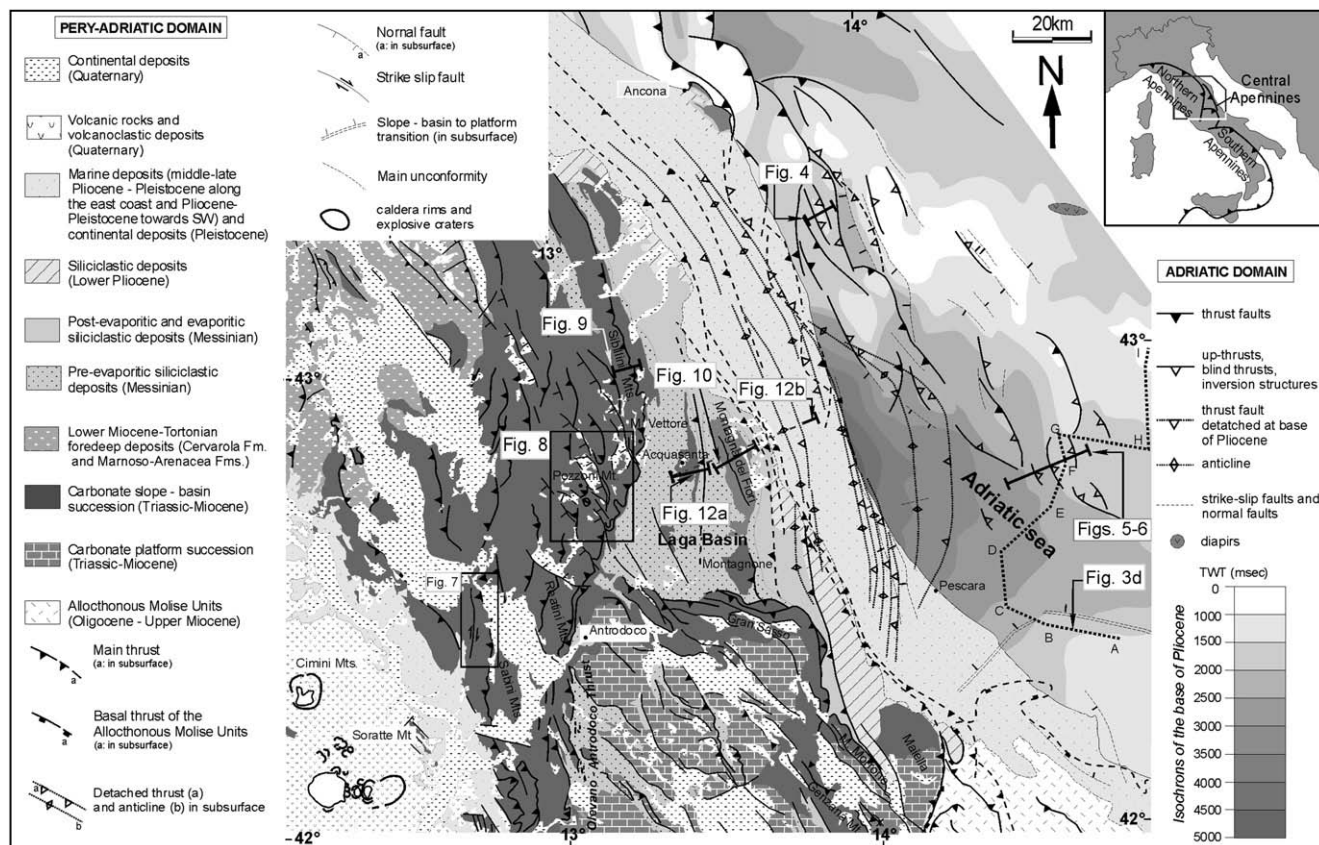 PERY-ADRIATIC DOMAIN
Continental deposits
(Quaternary)
Volcanic rocks and
volcanoclastic deposits
(Quaternary)
Marine deposits (middle-late
Pliocene - Pleistocene along
the east coast and Pliocene-
Pleistocene towards SW) and
continental deposits (Pleistocene)
Siliciclastic deposits
(Lower Pliocene)
Post-evaporitic and evaporitic
siliciclastic deposits (Messinian)
Pre-evaporitic siliciclastic
deposits (Messinian)
Lower Miocene-Tortonian
foredeep deposits (Cervarola Fm.
and Marnoso-Arenacea Fms.)
Carbonate slope - basin
succession (Triassic-Miocene)
Carbonate platform succession
(Triassic-Miocene)
Allocthonous Molise Units
(Oligocene - Upper Miocene)
Main thrust
(a: in subsurface)
a
Basal thrust of the
Allocthonous Molise Units
(a: in subsurface)
a
Detached thrust (a)
and anticline (b) in subsurface
a
b
Normal fault
(a: in subsurface)
a
Strike slip fault
Slope - basin to platform
transition (in subsurface)
Main unconformity
caldera rims and
explosive craters
14°
20km
N
Northern
Apennines
Central
Apennines
Southern
Apennines
Ancona
Fig. 4
13°
43°
Fig. 9
Sibillini Mts.
Fig. 10
Fig. 12b
M. Vettore
Fig. 8
Acquasanta
Montagna dei Fiori
Pozzoni Mt.
Fig. 12a
Laga Basin
Montagnone
Fig. 7
Reatini Mts.
Antrodoco
Gran Sasso
Sabini Mts.
Olevano - Antrodoco Thrust
Cimini Mts.
Soratte Mt.
M. Morrone
Maiella
Genzana Mt.
Pescara
Adriatic sea
43°
I
G
H
F
E
D
C
B
A
Figs. 5-6
Fig. 3d
42°
13°
14°
42°
ADRIATIC DOMAIN
thrust faults
up-thrusts,
blind thrusts,
inversion structures
thrust fault
detatched at base
of Pliocene
anticline
strike-slip faults and
normal faults
diapirs
TWT (msec)
Isochrons of the base of Pliocene
0
1000
1500
2000
2500
3000
3500
4000
4500
5000